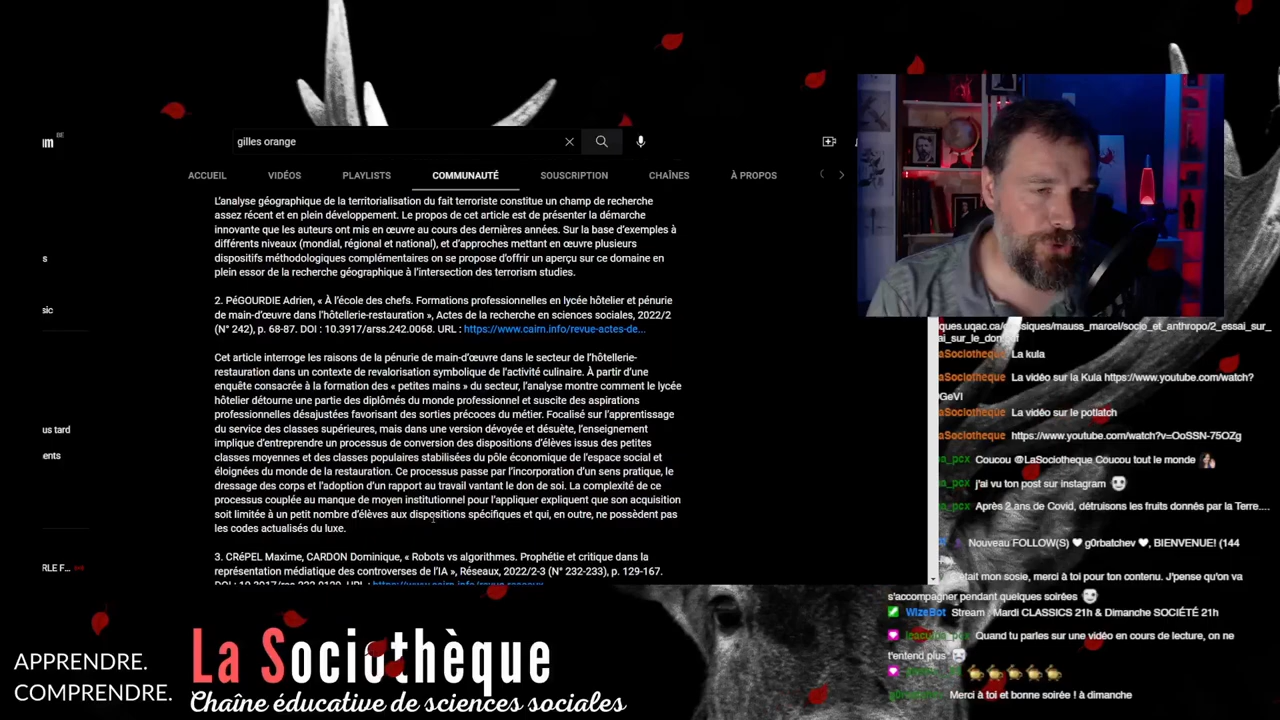 gilles orange
ACCUEIL VIDÉOS PLAYLISTS COMMUNAUTÉ SOUSCRIPTION CHAÎNES À PROPOS
L'analyse géographique de la territorialisation du fait terroriste constitue un champ de recherche
assez récent et en plein développement. Le propos de cet article est de présenter la démarche
innovante que les auteurs ont mis en œuvre au cours des dernières années. Sur la base d'exemples à
différents niveaux (mondial, régional et national), et d'approches mettant en œuvre plusieurs
dispositifs méthodologiques complémentaires on se propose d'offrir un aperçu sur ce domaine en
plein essor de la recherche géographique à l'intersection des terrorism studies.
2. PéGOURDIE Adrien, « À l'école des chefs. Formations professionnelles en lycée hôtelier et pénurie
de main-d'œuvre dans l'hôtellerie-restauration », Actes de la recherche en sciences sociales, 2022/2
(N° 242), p. 68-87. DOI : 10.3917/arss.242.0068. URL : https://www.cairn.info/revue-actes-de...
Cet article interroge les raisons de la pénurie de main-d'œuvre dans le secteur de l'hôtellerie-
restauration dans un contexte de revalorisation symbolique de l'activité culinaire. À partir d'une
enquête consacrée à la formation des « petites mains » du secteur, l'analyse montre comment le lycée
hôtelier détourne une partie des diplômés du monde professionnel et suscite des aspirations
professionnelles désajustées favorisant des sorties précoces du métier. Focalisé sur l'apprentissage
du service des classes supérieures, mais dans une version dévoyée et désuète, l'enseignement
implique d'entreprendre un processus de conversion des dispositions d'élèves issus des petites
classes moyennes et des classes populaires stabilisées du pôle économique de l'espace social et
éloignées du monde de la restauration. Ce processus passe par l'incorporation d'un sens pratique, le
dressage des corps et l'adoption d'un rapport au travail vantant le don de soi. La complexité de ce
processus couplée au manque de moyen institutionnel pour l'appliquer expliquent que son acquisition
soit limitée à un petit nombre d'élèves aux dispositions spécifiques et qui, en outre, ne possèdent pas
les codes actualisés du luxe.
3. CRéPEL Maxime, CARDON Dominique, « Robots vs algorithmes. Prophétie et critique dans la
représentation médiatique des controverses de l'IA », Réseaux, 2022/2-3 (N° 232-233), p. 129-167.
us tard
ents
RLE F...
ques.uqac.ca/ mauss_marcel/socio_et_anthropo/2_essai_sur_
aSociotheque La kula
aSociotheque La vidéo sur la Kula https://www.youtube.com/watch?
0GeVI
aSociotheque La vidéo sur le potlatch
aSociotheque https://www.youtube.com/watch?v=OoSSN-75OZg
a_pcx Coucou @LaSociotheque Coucou tout le monde
a_pcx j'ai vu ton post sur instagram
a_pcx Après 2 ans de Covid, détruisons les fruits donnés par la Terre....
Nouveau FOLLOW(S) ♥ g0rbatchev ♥, BIENVENUE! (144
était mon sosie, merci à toi pour ton contenu. J'pense qu'on va
s'accompagner pendant quelques soirées
WizeBot Stream : Mardi CLASSICS 21h & Dimanche SOCIÉTÉ 21h
Quand tu parles sur une vidéo en cours de lecture, on ne
t'entend plus
Merci à toi et bonne soirée ! à dimanche
APPRENDRE.
COMPRENDRE.
La Sociothèque
Chaîne éducative de sciences sociales